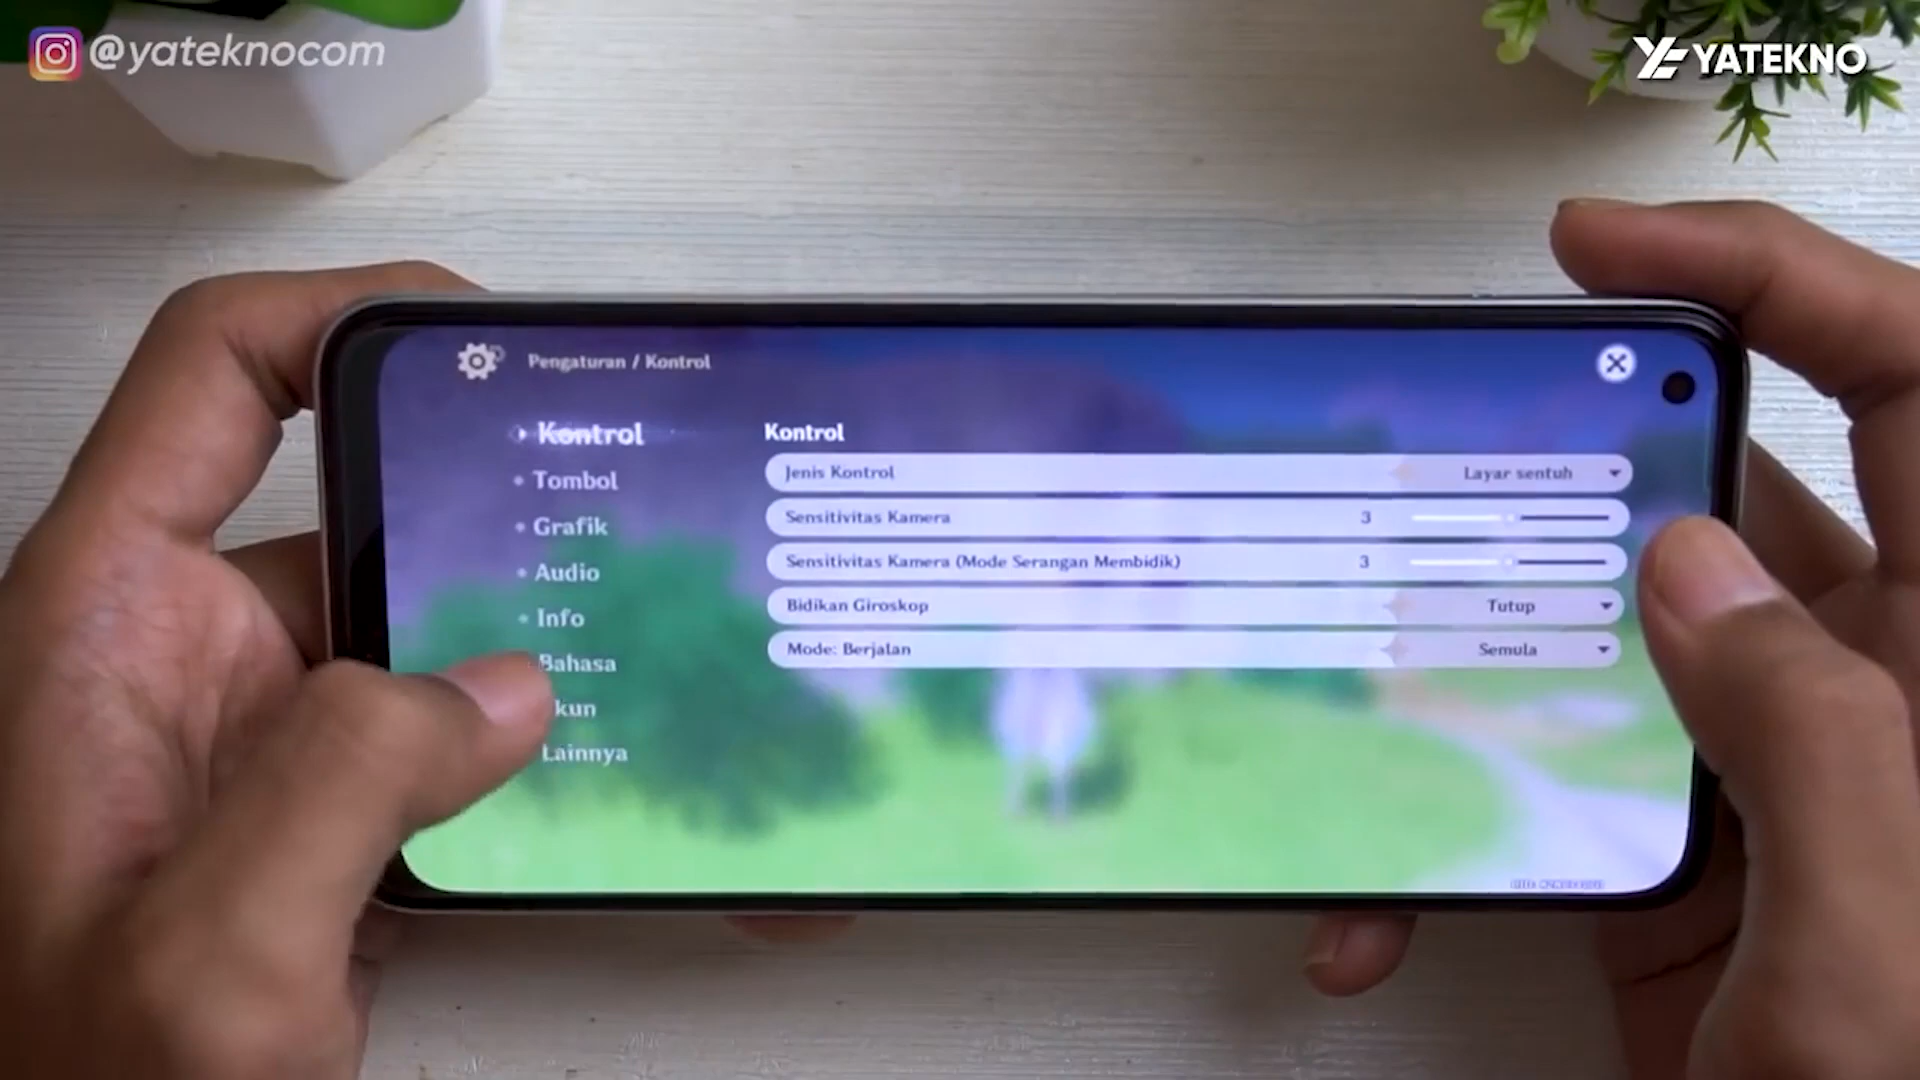 @yateknocom
YATEKNO
Pengaturan / Kontrol
Kontrol
Tombol
Grafik
Audio
Info
Bahasa
kun
Lainnya
Kontrol
Jenis Kontrol Layar sentuh
Sensitivitas Kamera 3
Sensitivitas Kamera (Mode Serangan Membidik) 3
Bidikan Giroskop Tutup
Mode: Berjalan Semula